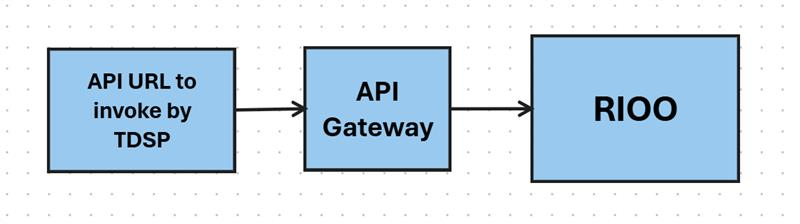 API URL to
invoke by
TDSP
API
Gateway
RIOO